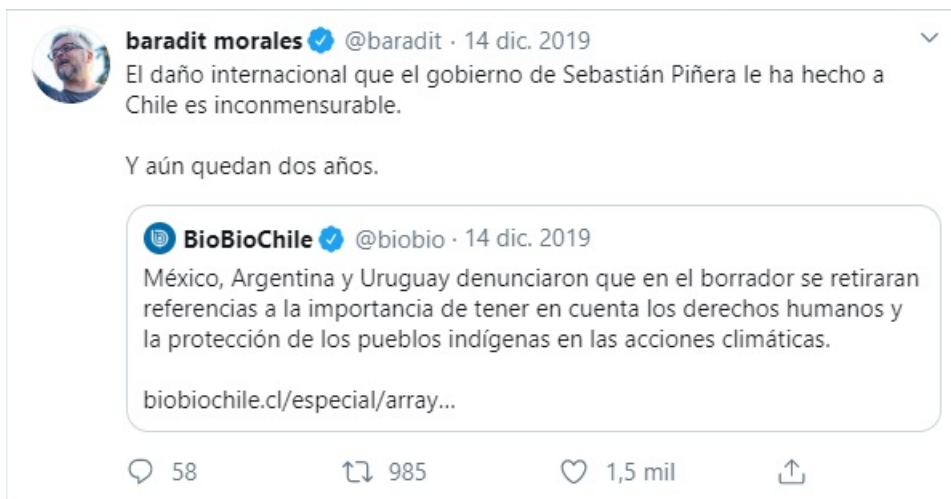 baradit morales @baradit · 14 dic. 2019
El daño internacional que el gobierno de Sebastián Piñera le ha hecho a
Chile es inconmensurable.
Y aún quedan dos años.
BioBioChile @biobio · 14 dic. 2019
México, Argentina y Uruguay denunciaron que en el borrador se retiraran
referencias a la importancia de tener en cuenta los derechos humanos y
la protección de los pueblos indígenas en las acciones climáticas.
biobiochile.cl/especial/array...
58 985 1,5 mil